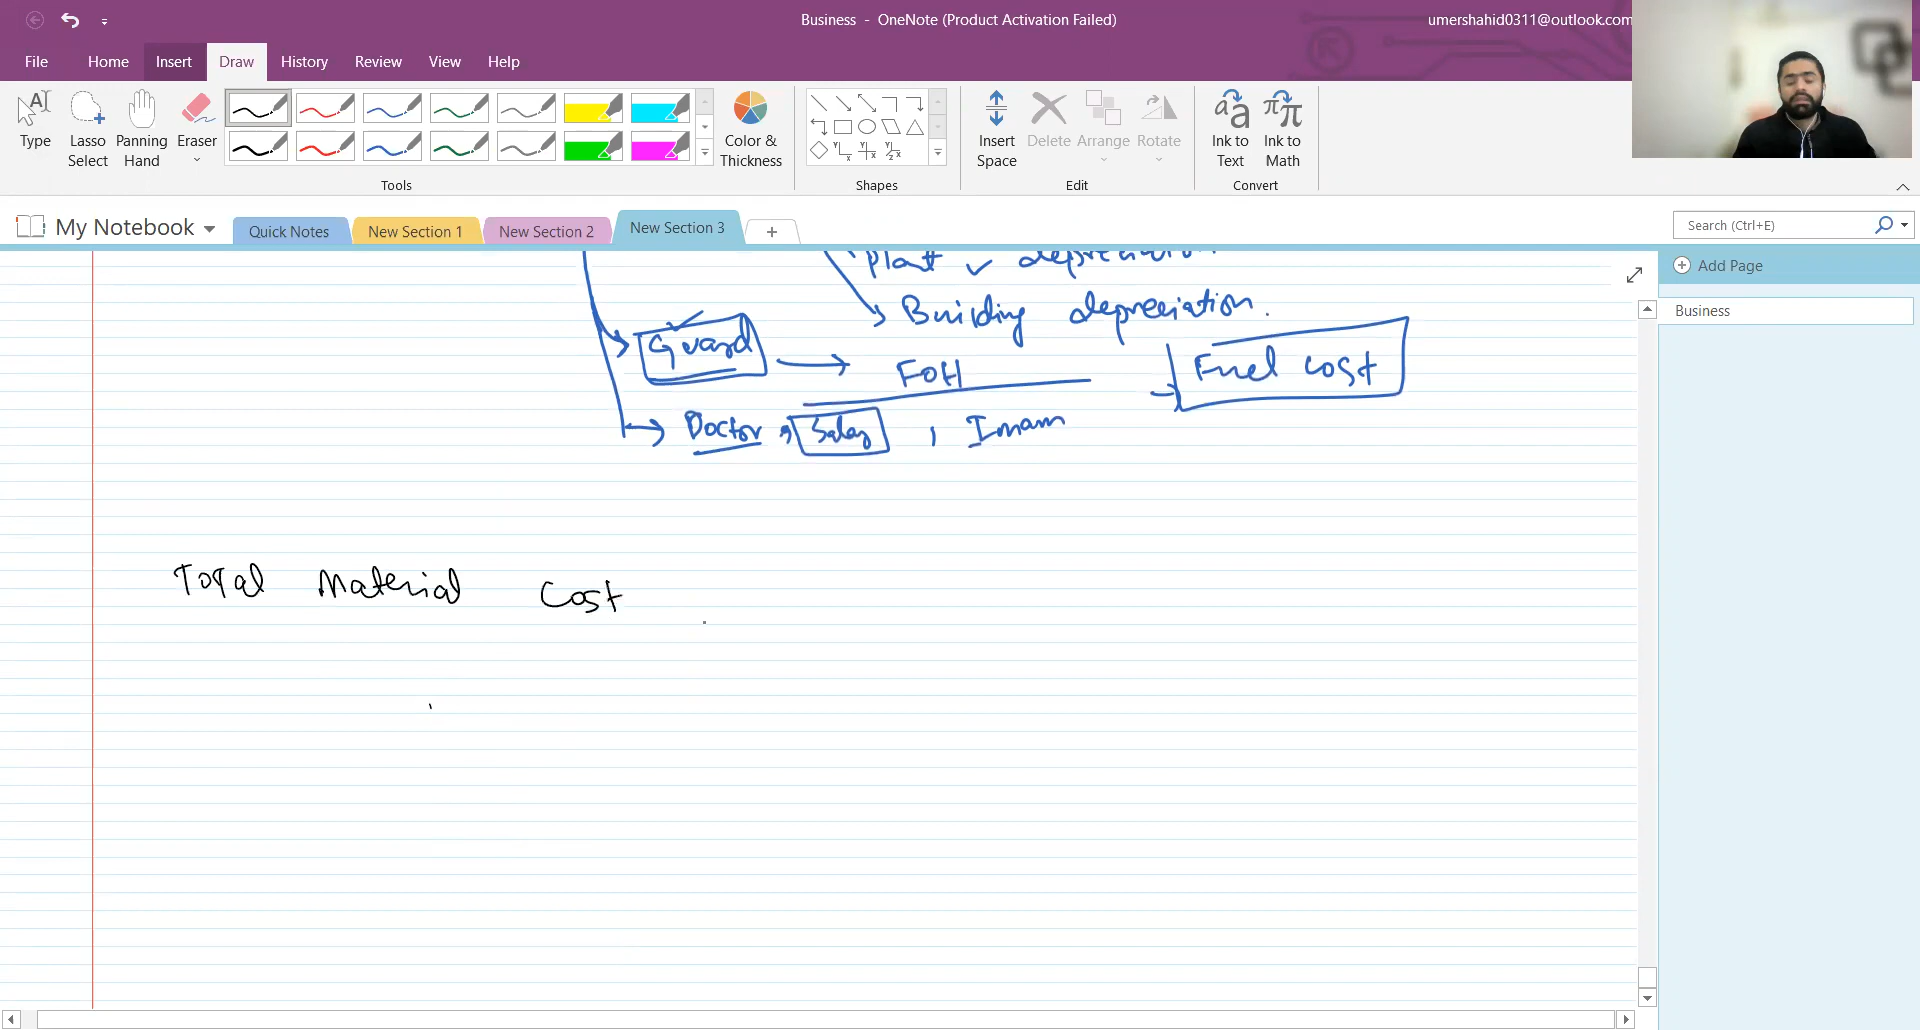 Business - OneNote (Product Activation Failed)
umershahid0311@outlook.com
File Home Insert Draw History Review View Help
Type
Lasso Select
Panning Hand
Eraser
Color & Thickness
Insert Space
Delete
Arrange
Rotate
Ink to Text
Ink to Math
Tools
Shapes
Edit
Convert
My Notebook
Quick Notes
New Section 1
New Section 2
New Section 3
Search (Ctrl+E)
Add Page
Business
Plant depreciation.
Building depreciation.
Guard FOH Fuel cost
Doctor, Salary , Imam
Total Material Cost